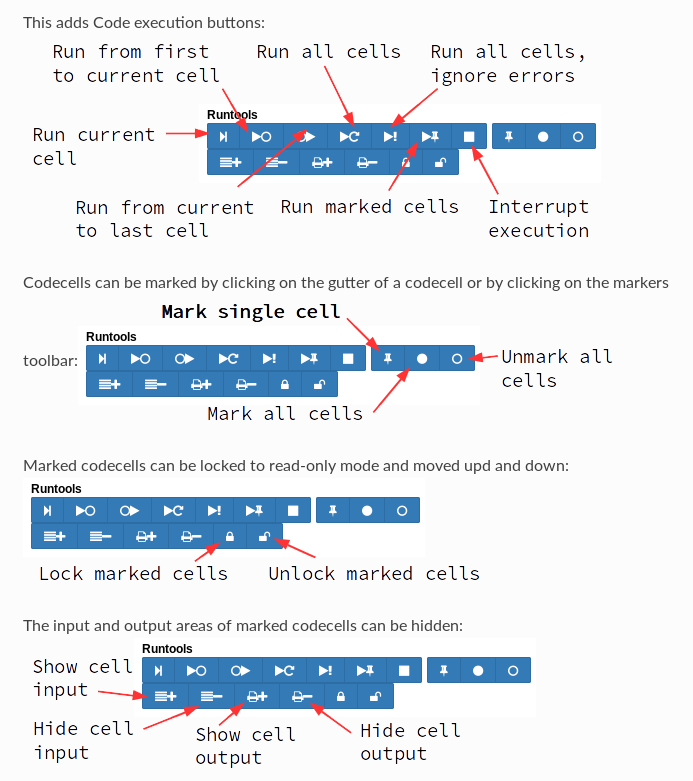 This adds Code execution buttons:
Run from first
to current cell
Run all cells
Run all cells,
ignore errors
Runtools
Run current
cell
Run from current
to last cell
Run marked cells
Interrupt
execution
Codecells can be marked by clicking on the gutter of a codecell or by clicking on the markers
Mark single cell
Runtools
toolbar:
Unmark all
cells
Mark all cells
Marked codecells can be locked to read-only mode and moved upd and down:
Runtools
Lock marked cells
Unlock marked cells
The input and output areas of marked codecells can be hidden:
Runtools
Show cell
input
Hide cell
input
Show cell
output
Hide cell
output